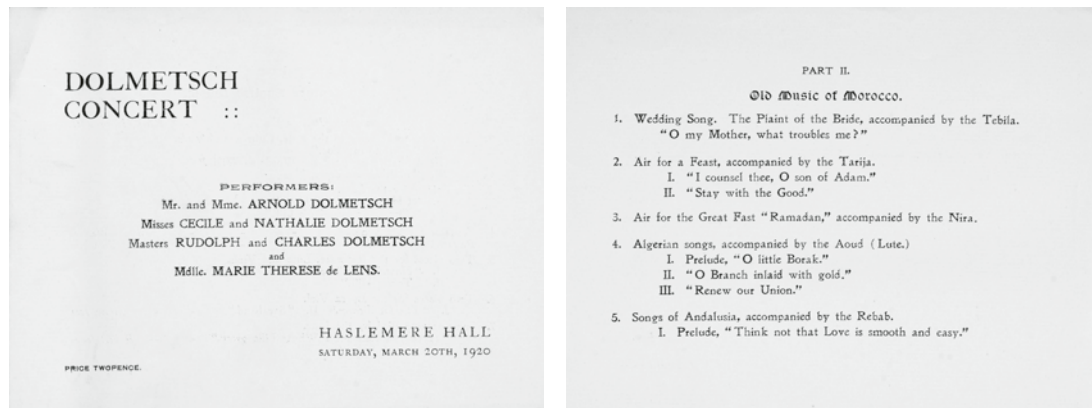 DOLMETSCH
CONCERT ::
PERFORMERS:
Mr. and Mme. ARNOLD DOLMETSCH
Misses CECILE and NATHALIE DOLMETSCH
Masters RUDOLPH and CHARLES DOLMETSCH
and
Mdlle. MARIE THERESE de LENS.
HASLEMERE HALL
SATURDAY, MARCH 20TH, 1920
PRICE TWOPENCE.
PART II.
Old Music of Morocco.
1. Wedding Song. The Plaint of the Bride, accompanied by the Tebila.
"O my Mother, what troubles me?"
2. Air for a Feast, accompanied by the Tarija.
I. "I counsel thee, O son of Adam."
II. "Stay with the Good."
3. Air for the Great Fast "Ramadan," accompanied by the Nira.
4. Algerian songs, accompanied by the Aoud (Lute.)
I. Prelude, "O little Borak."
II. "O Branch inlaid with gold."
III. "Renew our Union."
5. Songs of Andalusia, accompanied by the Rebab.
I. Prelude, "Think not that Love is smooth and easy."